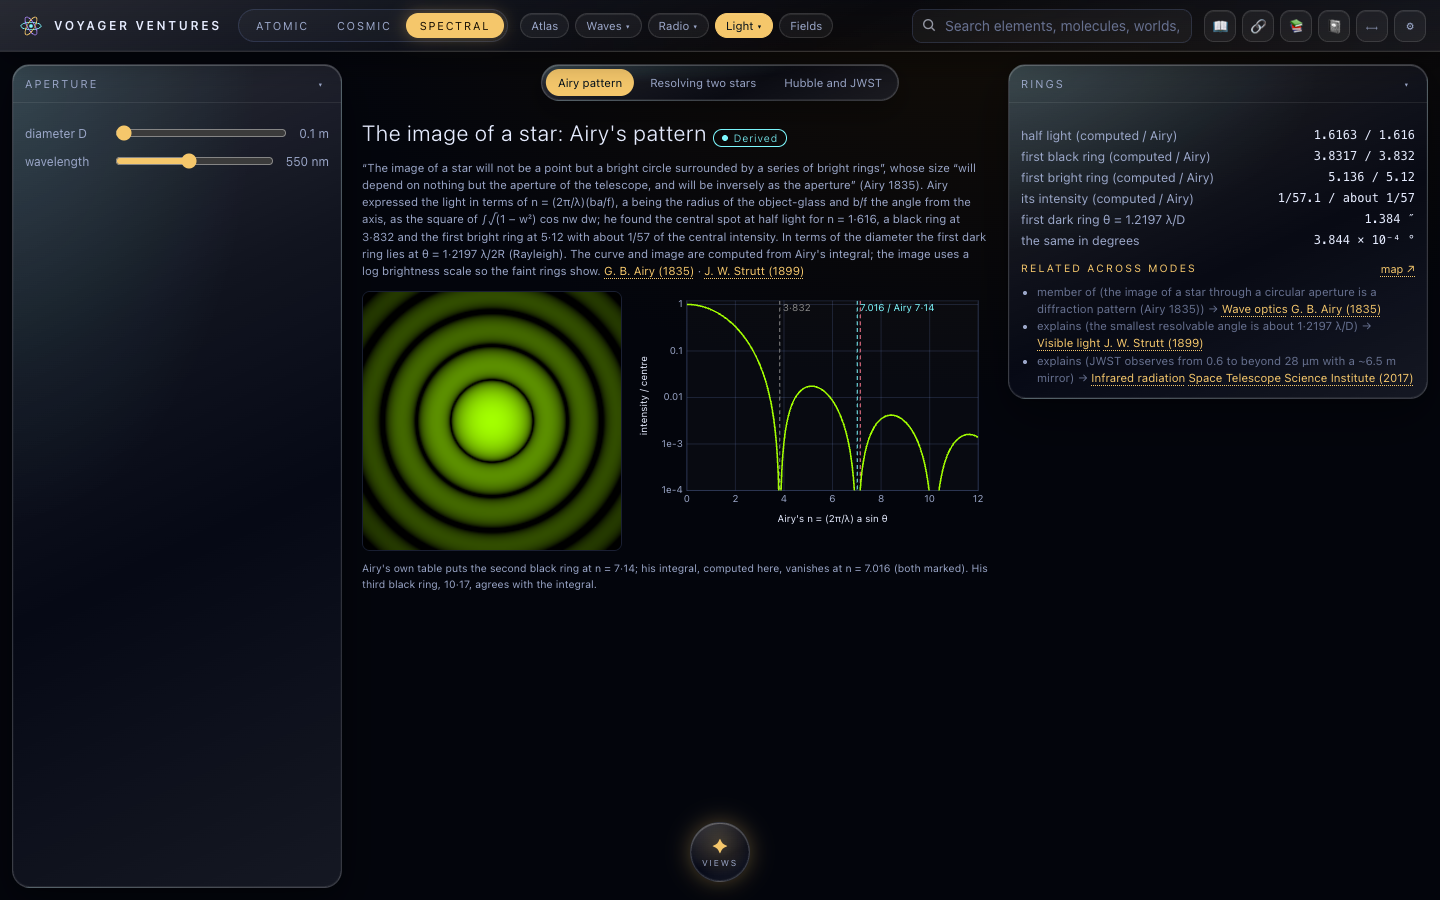 VOYAGER VENTURES
ATOMIC COSMIC SPECTRAL
Atlas Waves ▾ Radio ▾ Light ▾ Fields
Search elements, molecules, worlds,
APERTURE
diameter D 0.1 m
wavelength 550 nm
Airy pattern Resolving two stars Hubble and JWST
The image of a star: Airy's pattern Derived
“The image of a star will not be a point but a bright circle surrounded by a series of bright rings”, whose size “will
depend on nothing but the aperture of the telescope, and will be inversely as the aperture” (Airy 1835). Airy
expressed the light in terms of n = (2π/λ)(ba/f), a being the radius of the object-glass and b/f the angle from the
axis, as the square of ∫√(1 − w²) cos nw dw; he found the central spot at half light for n = 1·616, a black ring at
3·832 and the first bright ring at 5·12 with about 1/57 of the central intensity. In terms of the diameter the first dark
ring lies at θ = 1·2197 λ/2R (Rayleigh). The curve and image are computed from Airy's integral; the image uses a
log brightness scale so the faint rings show. G. B. Airy (1835) · J. W. Strutt (1899)
3·832
7.016 / Airy 7·14
1
0.1
0.01
1e-3
1e-4
intensity / centre
0 2 4 6 8 10 12
Airy's n = (2π/λ) a sin θ
Airy's own table puts the second black ring at n = 7·14; his integral, computed here, vanishes at n = 7.016 (both marked). His
third black ring, 10·17, agrees with the integral.
VIEWS
RINGS
half light (computed / Airy) 1.6163 / 1.616
first black ring (computed / Airy) 3.8317 / 3.832
first bright ring (computed / Airy) 5.136 / 5.12
its intensity (computed / Airy) 1/57.1 / about 1/57
first dark ring θ = 1.2197 λ/D 1.384 ″
the same in degrees 3.844 × 10⁻⁴ °
RELATED ACROSS MODES map ↗
member of (the image of a star through a circular aperture is a
diffraction pattern (Airy 1835)) → Wave optics G. B. Airy (1835)
explains (the smallest resolvable angle is about 1·2197 λ/D) →
Visible light J. W. Strutt (1899)
explains (JWST observes from 0.6 to beyond 28 μm with a ~6.5 m
mirror) → Infrared radiation Space Telescope Science Institute (2017)